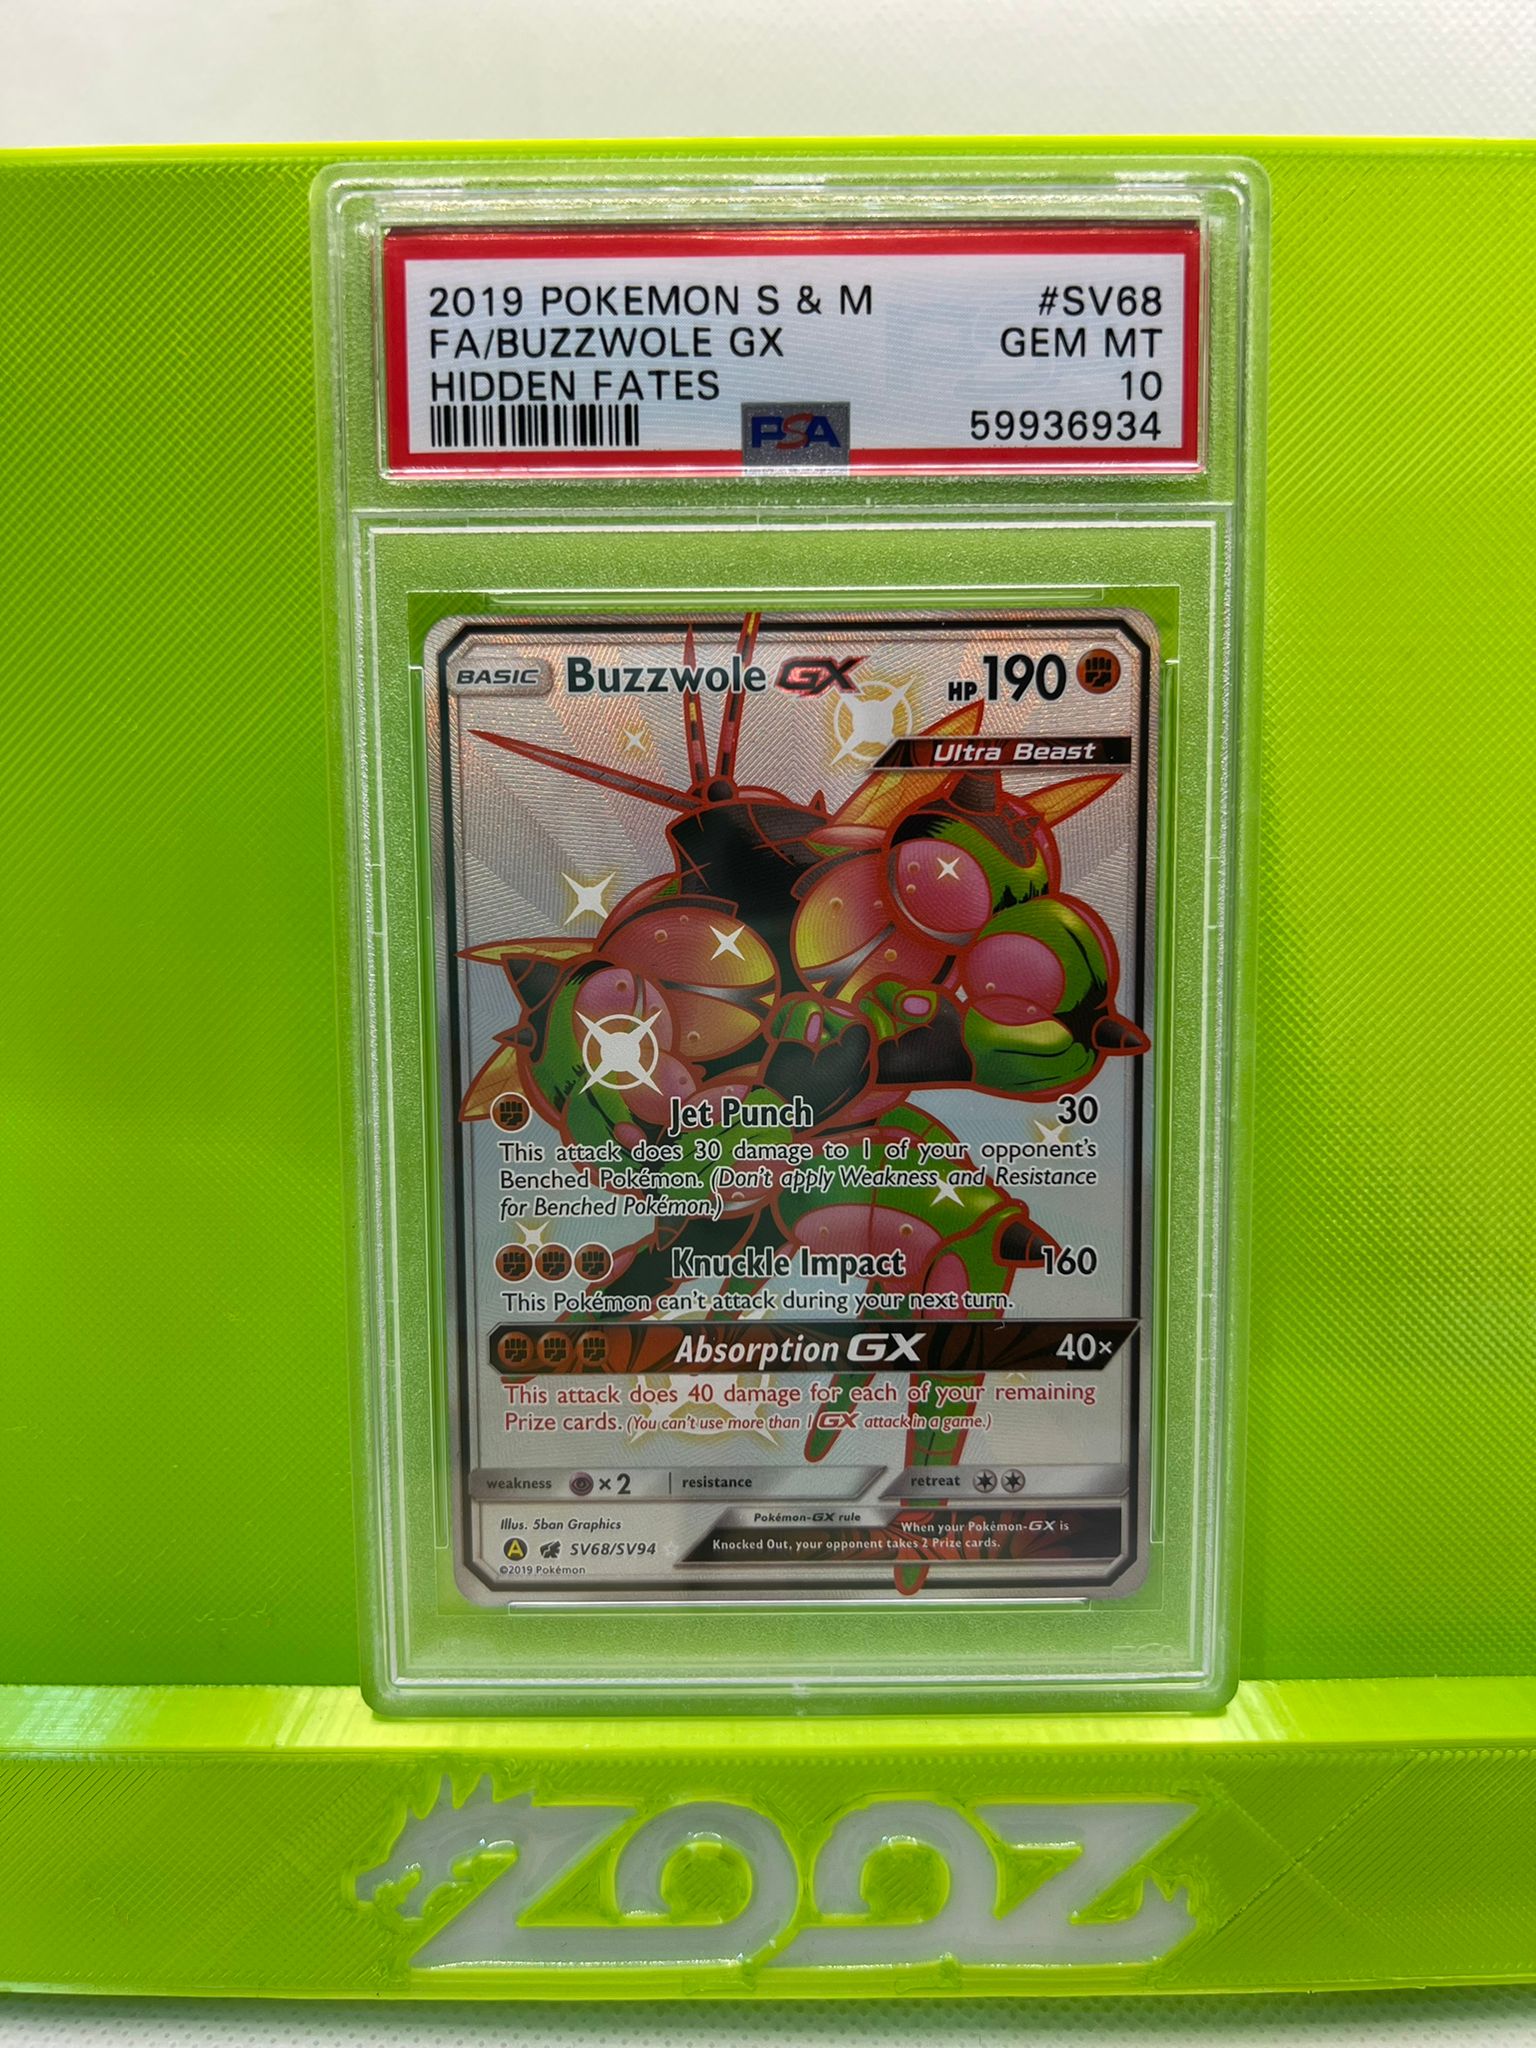 2019 POKEMON S & M #SV68
FA/BUZZWOLE GX GEM MT
HIDDEN FATES 10
PSA 59936934
BASIC Buzzwole GX HP 190
Ultra Beast
Jet Punch 30
This attack does 30 damage to 1 of your opponent's
Benched Pokémon. (Don't apply Weakness and Resistance
for Benched Pokémon.)
Knuckle Impact 160
This Pokémon can't attack during your next turn.
Absorption GX 40×
This attack does 40 damage for each of your remaining
Prize cards. (You can't use more than 1 GX attack in a game.)
weakness ×2 resistance retreat
Illus. 5ban Graphics
Pokémon-GX rule
When your Pokémon-GX is
Knocked Out, your opponent takes 2 Prize cards.
A SV68/SV94
©2019 Pokémon
ZOOZ